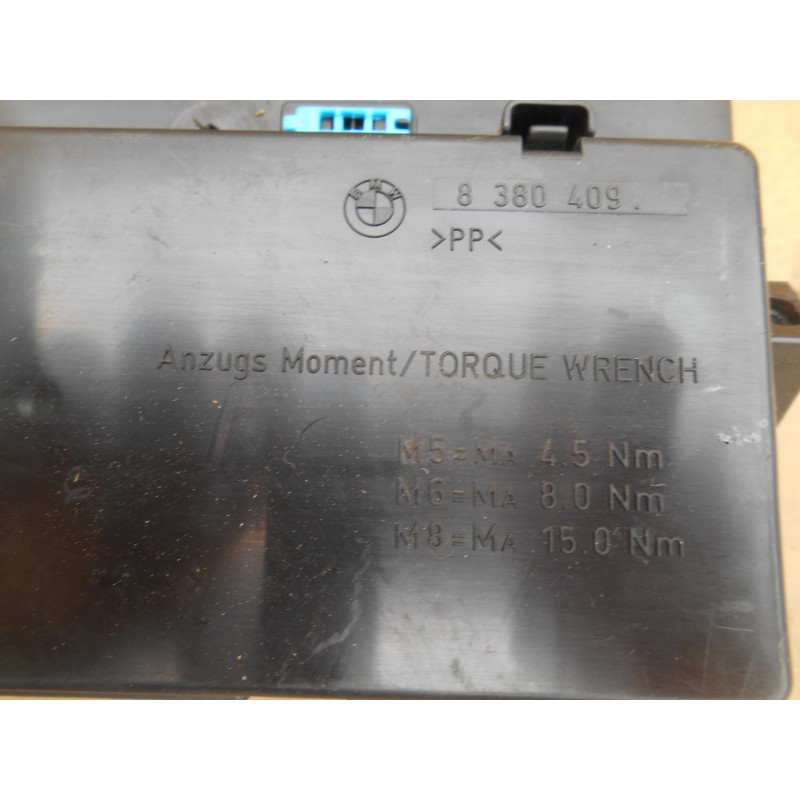 BMW
8 380 409.
>PP<
Anzugs Moment/TORQUE WRENCH
M5=MA 4.5 Nm
M6=MA 8.0 Nm
M8=MA 15.0 Nm